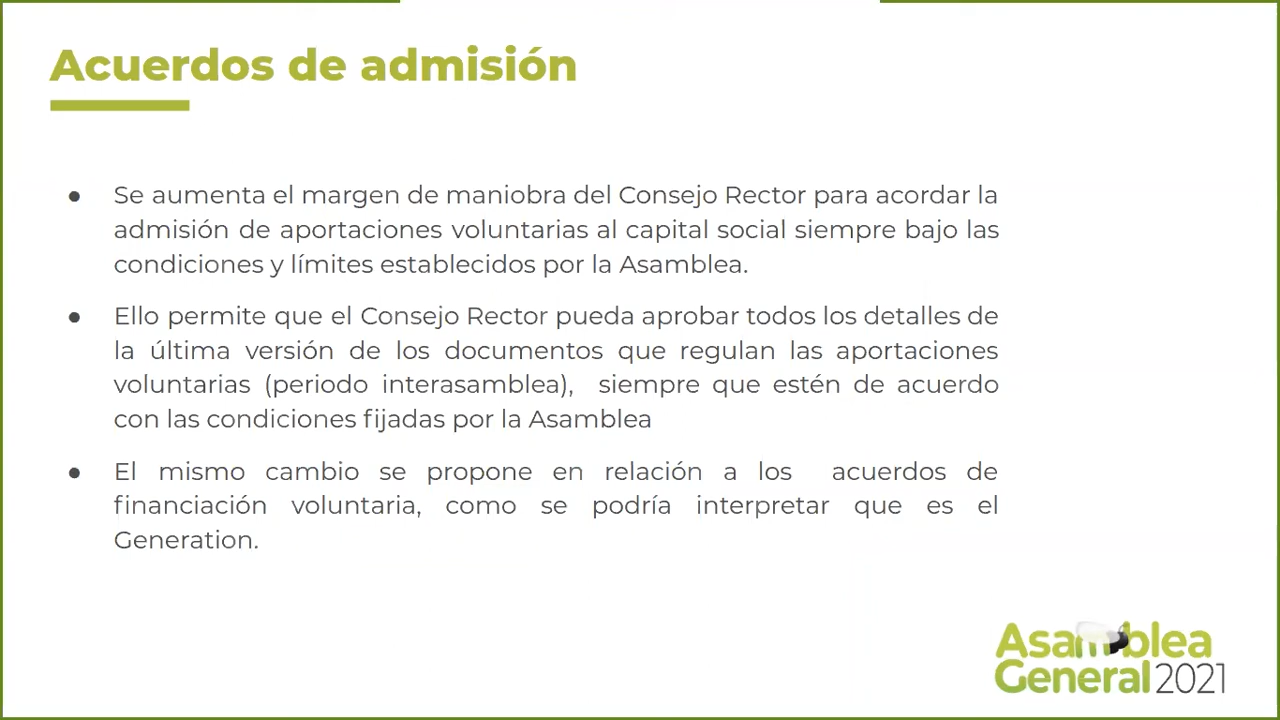 Acuerdos de admisión
● Se aumenta el margen de maniobra del Consejo Rector para acordar la
admisión de aportaciones voluntarias al capital social siempre bajo las
condiciones y límites establecidos por la Asamblea.
● Ello permite que el Consejo Rector pueda aprobar todos los detalles de
la última versión de los documentos que regulan las aportaciones
voluntarias (periodo interasamblea), siempre que estén de acuerdo
con las condiciones fijadas por la Asamblea
● El mismo cambio se propone en relación a los acuerdos de
financiación voluntaria, como se podría interpretar que es el
Generation.
Asamblea
General 2021